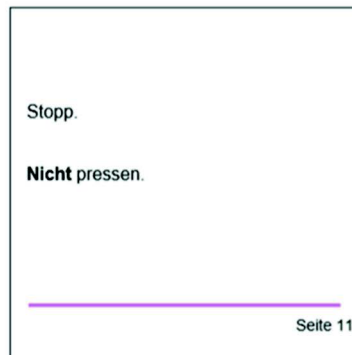 Stopp.
Nicht pressen.
Seite 11